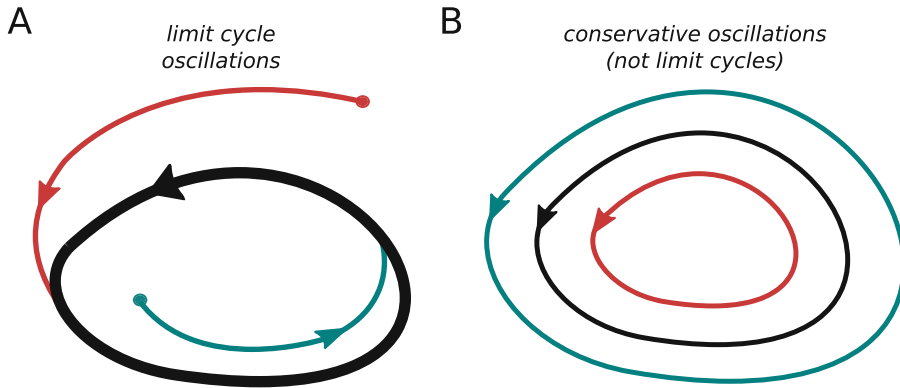 A
limit cycle
oscillations
B
conservative oscillations
(not limit cycles)